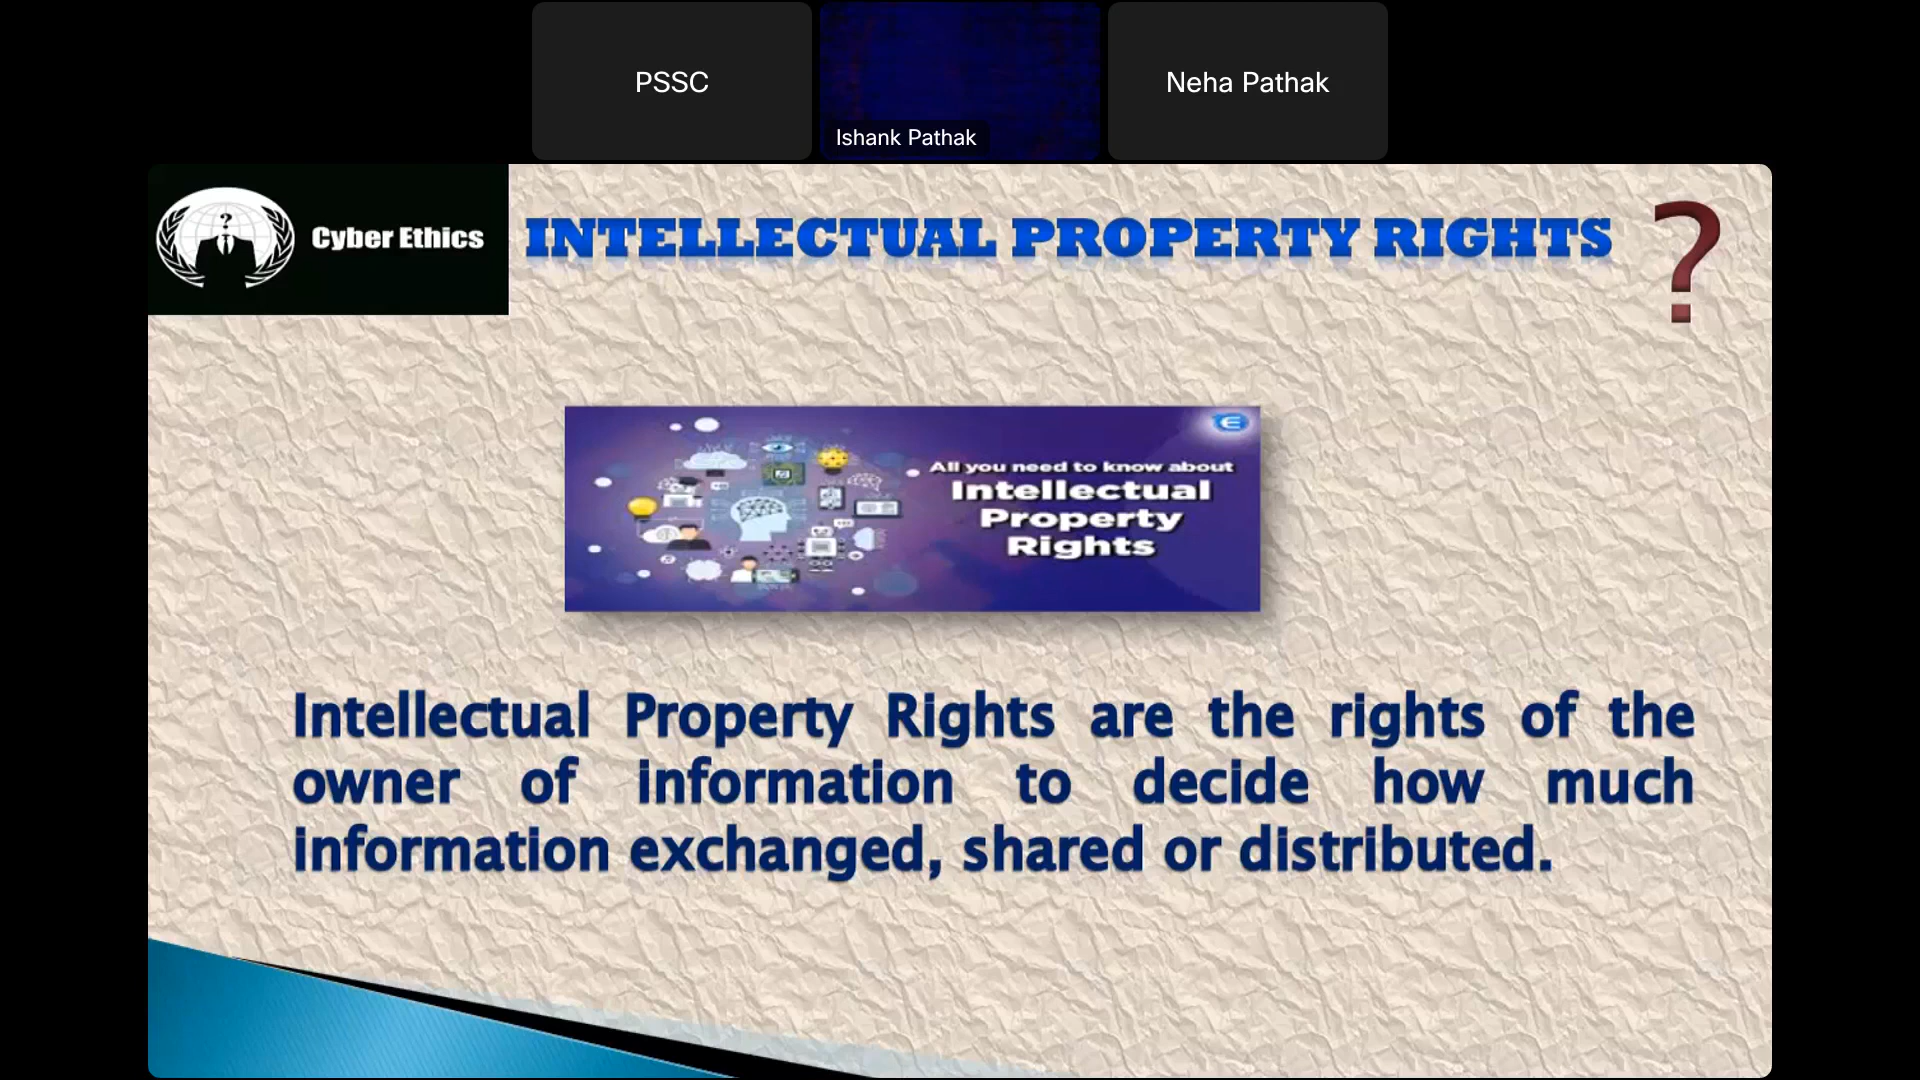 PSSC
Ishank Pathak
Neha Pathak
?
Cyber Ethics
INTELLECTUAL PROPERTY RIGHTS
?
E
All you need to know about
Intellectual
Property
Rights
Intellectual Property Rights are the rights of the
owner of information to decide how much
information exchanged, shared or distributed.